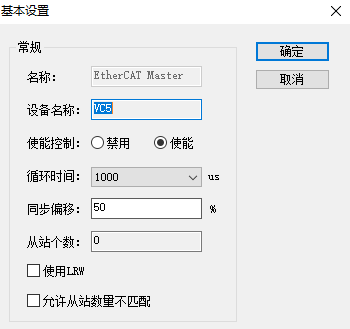 基本设置
常规
确定
名称: EtherCAT Master
取消
设备名称: VC5
使能控制: 禁用 使能
循环时间: 1000 us
同步偏移: 50 %
从站个数: 0
使用LRW
允许从站数量不匹配